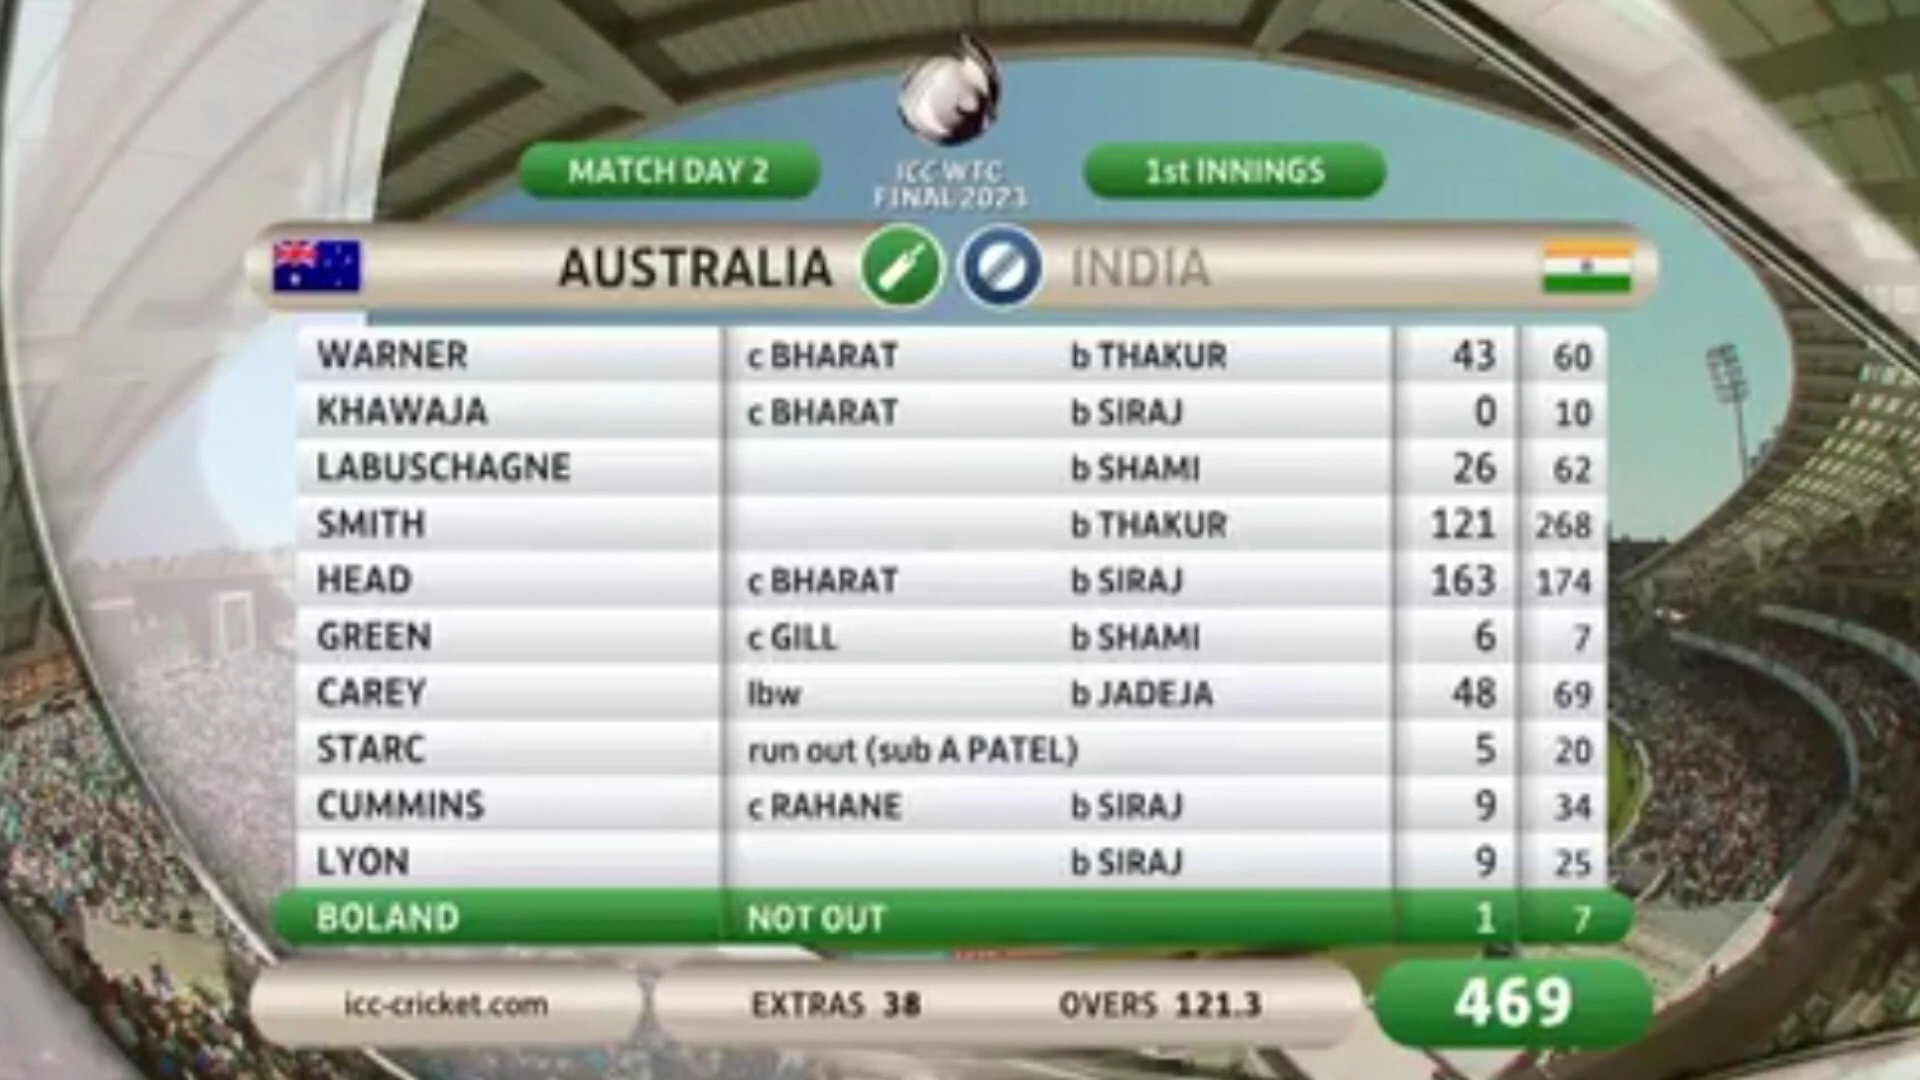 MATCH DAY 2
ICC WTC
FINAL 2023
1st INNINGS
AUSTRALIA INDIA
WARNER c BHARAT b THAKUR 43 60
KHAWAJA c BHARAT b SIRAJ 0 10
LABUSCHAGNE b SHAMI 26 62
SMITH b THAKUR 121 268
HEAD c BHARAT b SIRAJ 163 174
GREEN c GILL b SHAMI 6 7
CAREY lbw b JADEJA 48 69
STARC run out (sub A PATEL) 5 20
CUMMINS c RAHANE b SIRAJ 9 34
LYON b SIRAJ 9 25
BOLAND NOT OUT 1 7
icc-cricket.com EXTRAS 38 OVERS 121.3 469